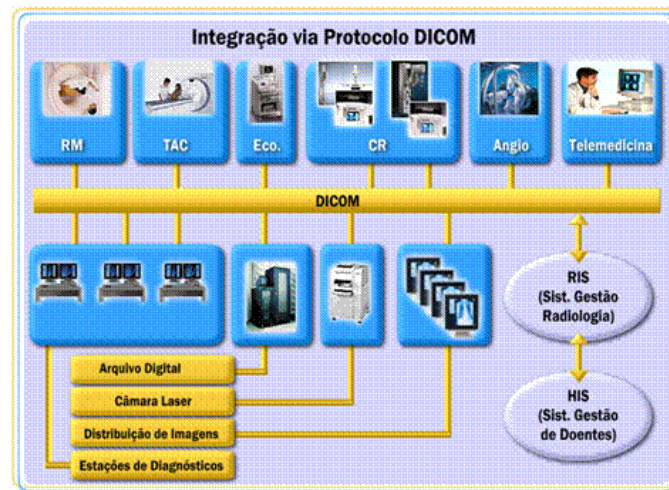 Integração via Protocolo DICOM
RM
TAC
Eco.
CR
Angio
Telemedicina
DICOM
RIS
(Sist. Gestão
Radiologia)
Arquivo Digital
Câmara Laser
Distribuição de Imagens
Estações de Diagnósticos
HIS
(Sist. Gestão
de Doentes)